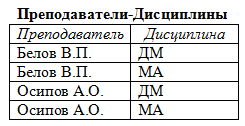 Преподаватели-Дисциплины
Преподаватель Дисциплина
Белов В.П. ДМ
Белов В.П. МА
Осипов А.О. ДМ
Осипов А.О. МА